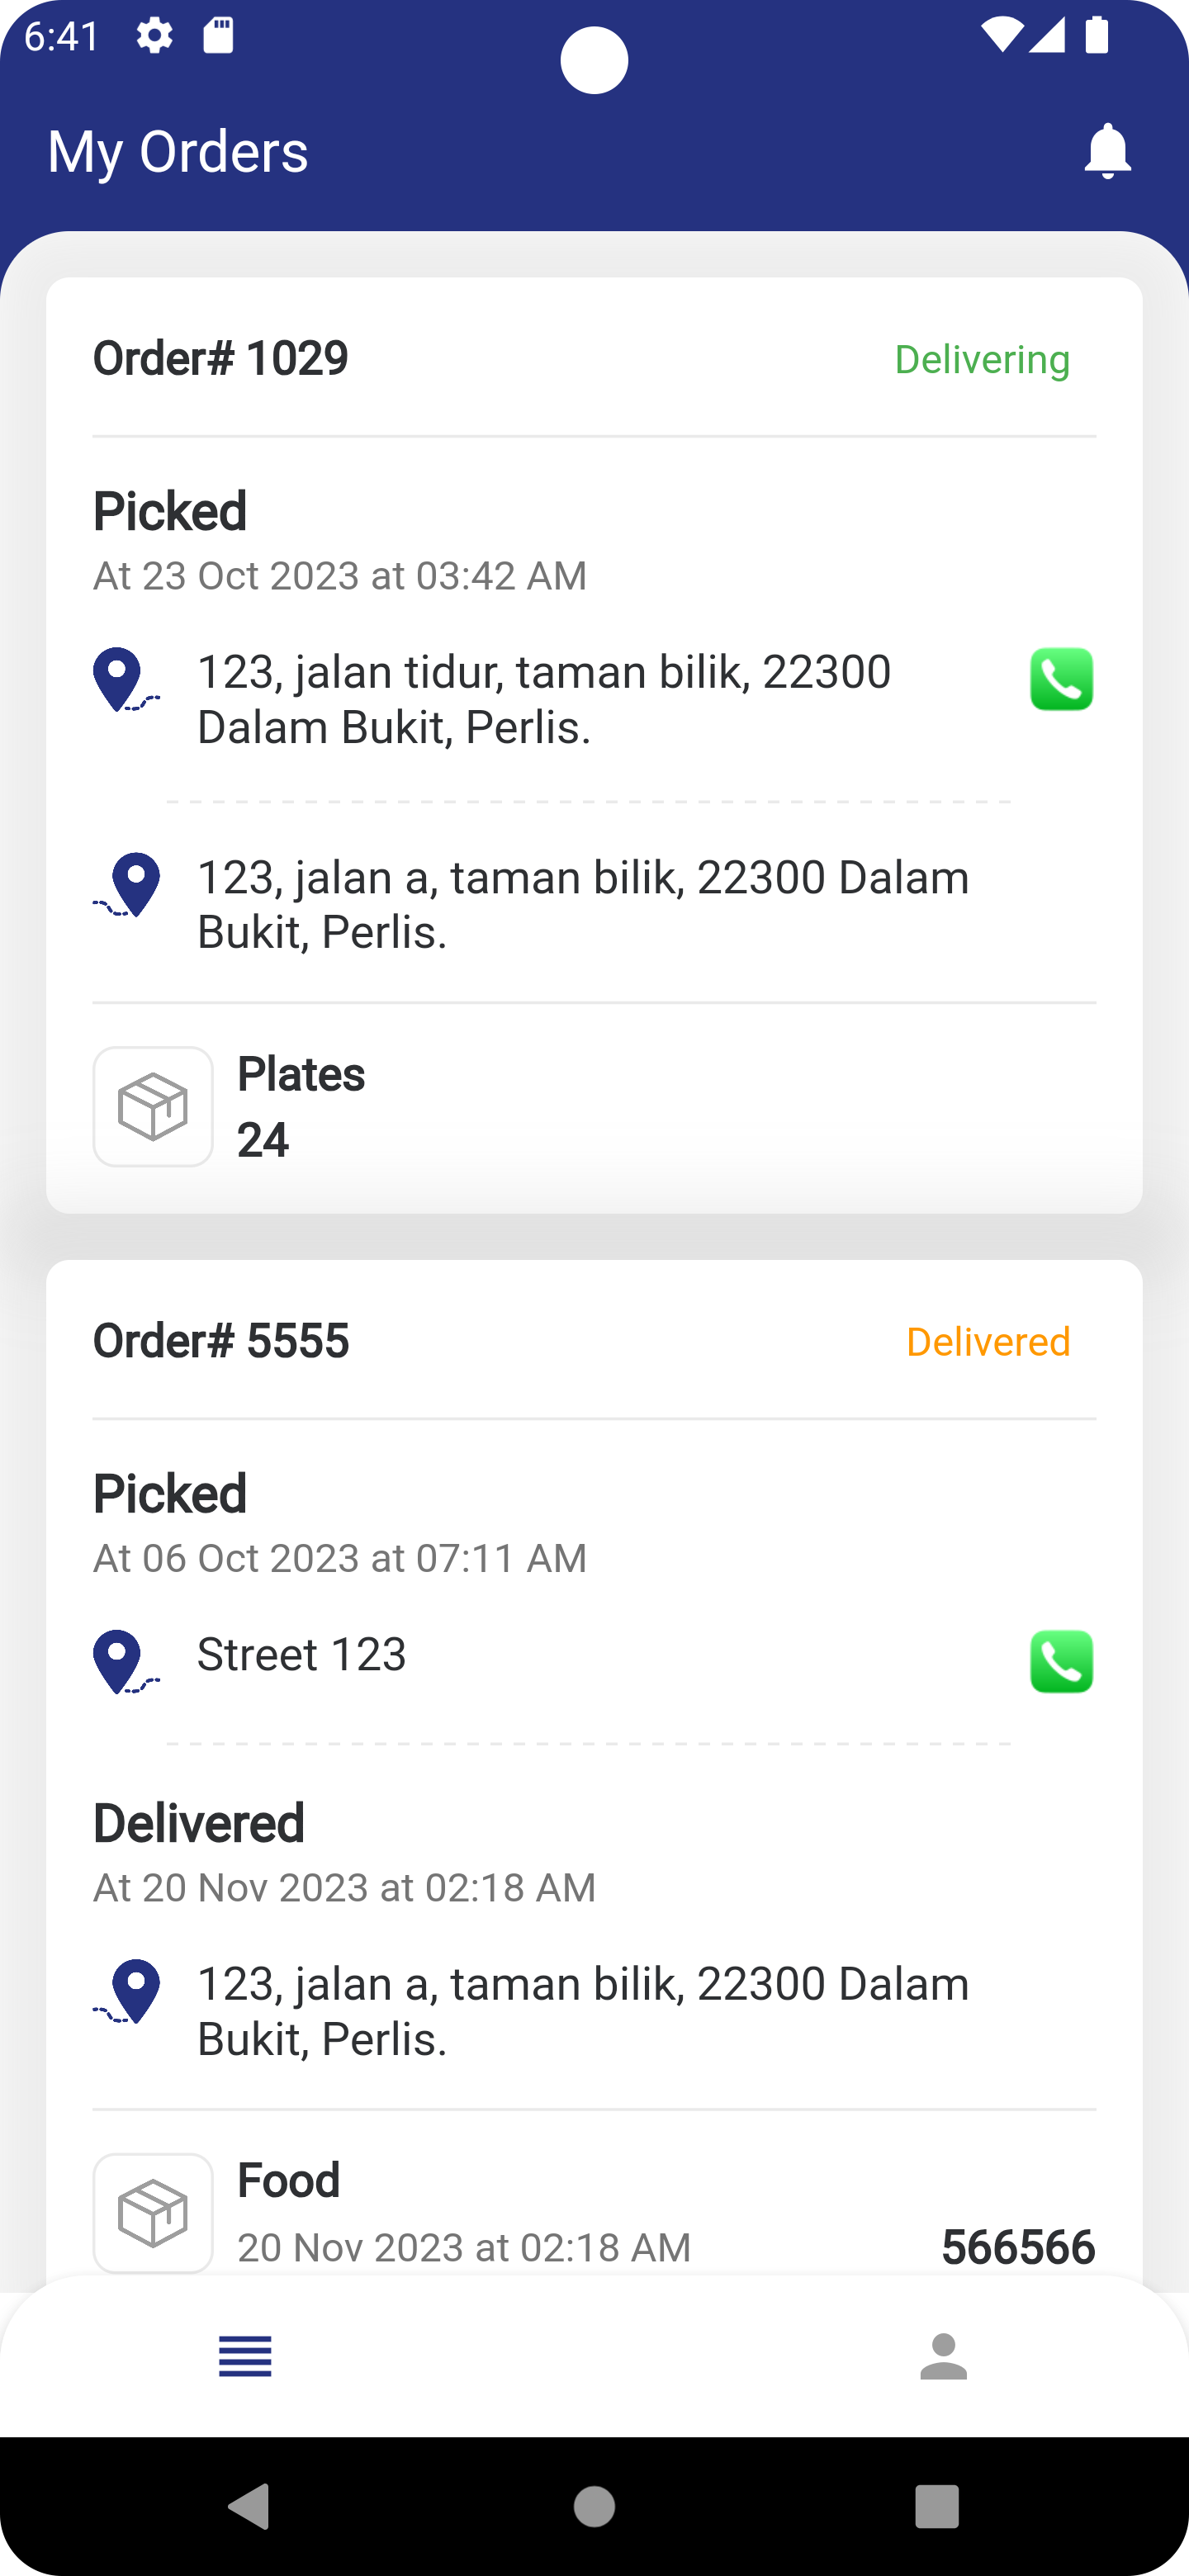 6:41
My Orders
Order# 1029
Delivering
Picked
At 23 Oct 2023 at 03:42 AM
123, jalan tidur, taman bilik, 22300
Dalam Bukit, Perlis.
123, jalan a, taman bilik, 22300 Dalam
Bukit, Perlis.
Plates
24
Order# 5555
Delivered
Picked
At 06 Oct 2023 at 07:11 AM
Street 123
Delivered
At 20 Nov 2023 at 02:18 AM
123, jalan a, taman bilik, 22300 Dalam
Bukit, Perlis.
Food
20 Nov 2023 at 02:18 AM
566566